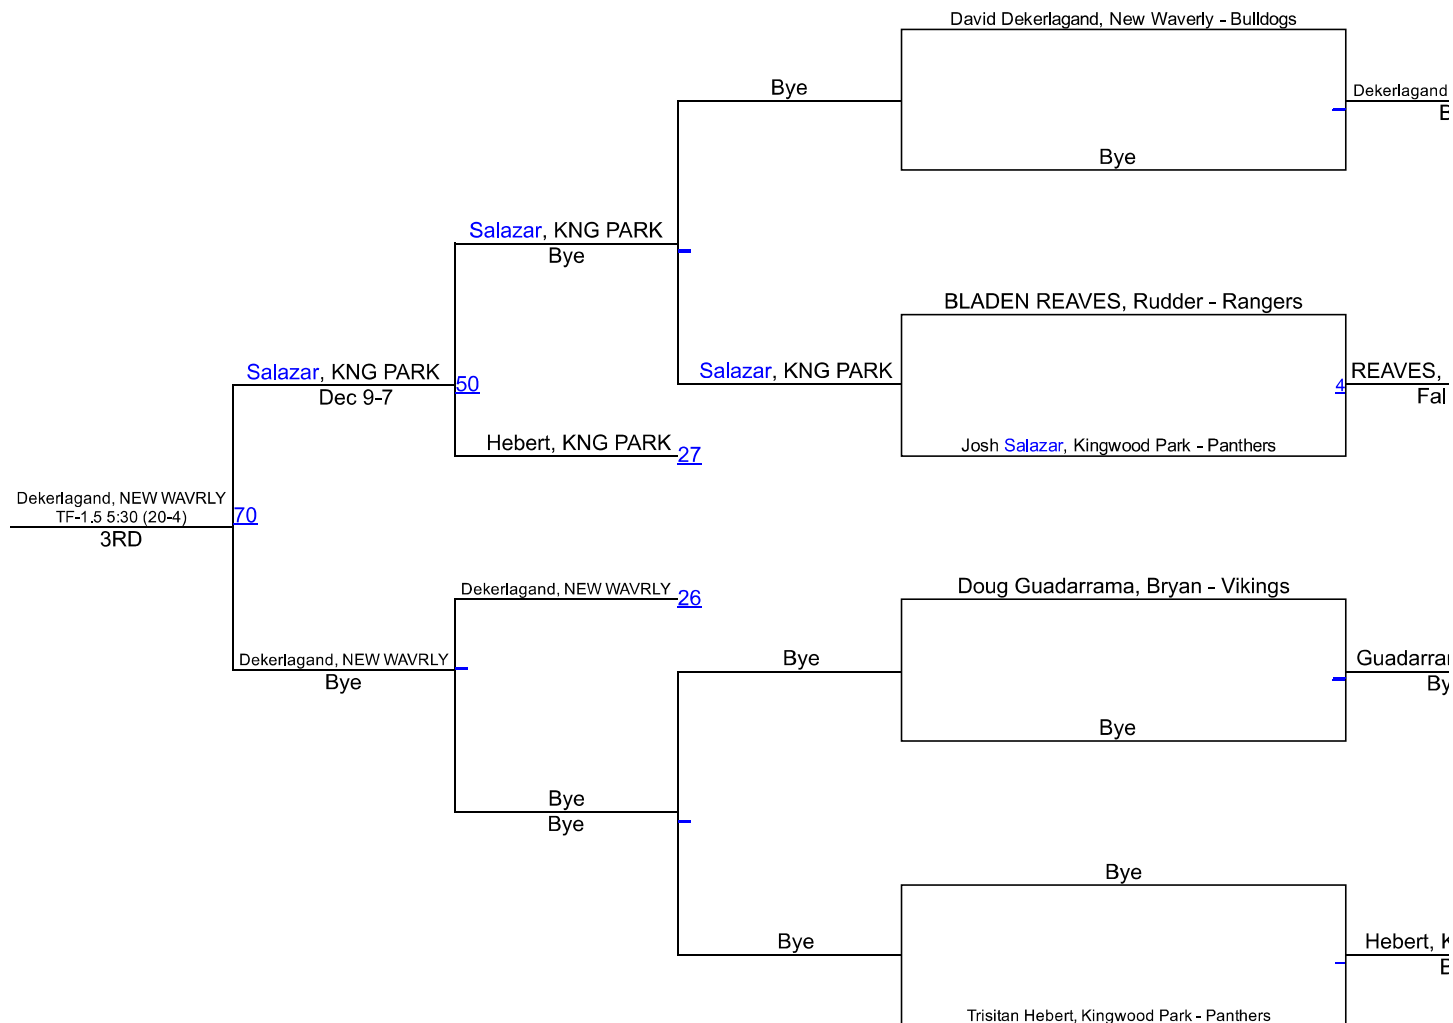 David Dekerlagand, New Waverly - Bulldogs
Bye
Dekerlagand
B
Bye
Salazar, KNG PARK
Bye
BLADEN REAVES, Rudder - Rangers
Salazar, KNG PARK
50
Dec 9-7
Salazar, KNG PARK
4
REAVES,
Fal
Hebert, KNG PARK 27
Josh Salazar, Kingwood Park - Panthers
Dekerlagand, NEW WAVRLY
TF-1.5 5:30 (20-4)
70
3RD
Dekerlagand, NEW WAVRLY 26
Doug Guadarrama, Bryan - Vikings
Dekerlagand, NEW WAVRLY
Bye
Bye
Guadarra
By
Bye
Bye
Bye
Bye
Bye
Hebert, K
B
Trisitan Hebert, Kingwood Park - Panthers